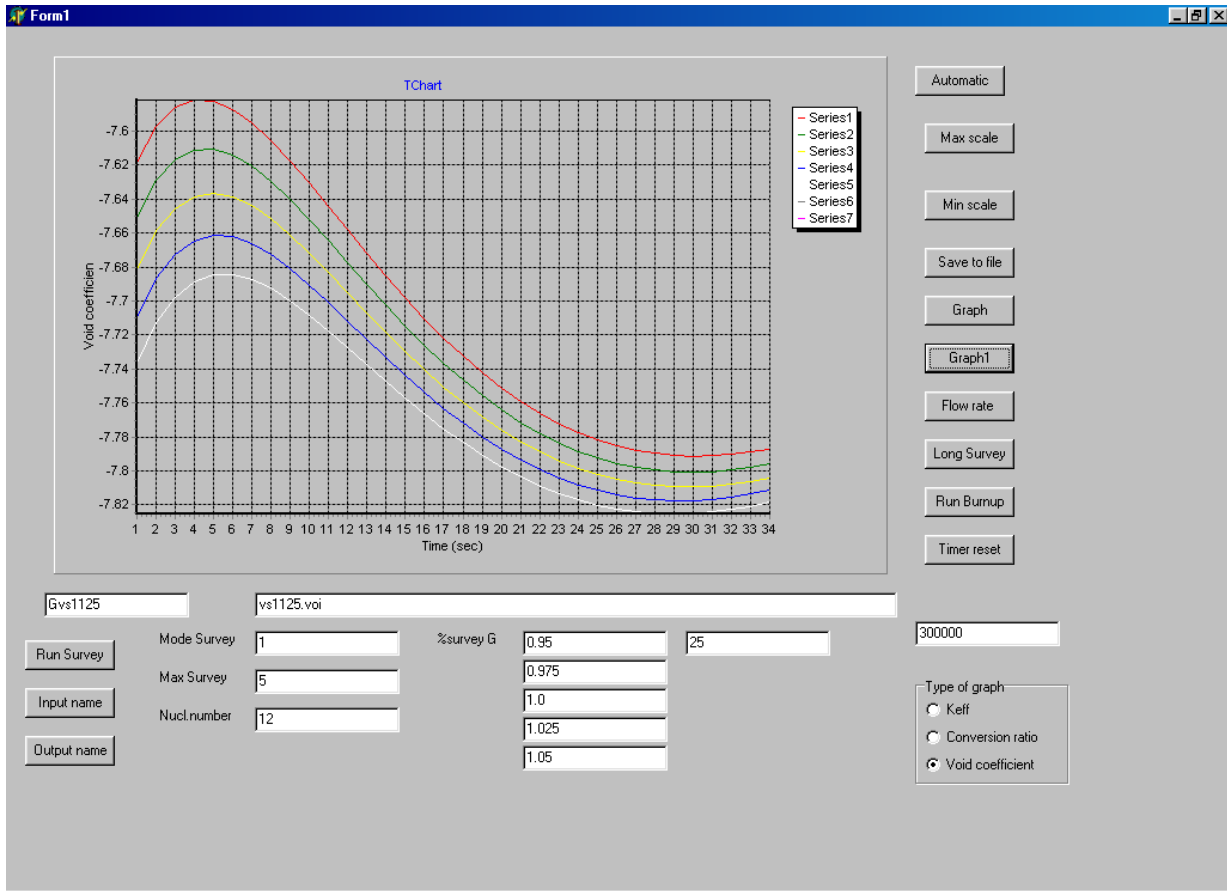 Form1
TChart
Void coefficien
-7.6
-7.62
-7.64
-7.66
-7.68
-7.7
-7.72
-7.74
-7.76
-7.78
-7.8
-7.82
1 2 3 4 5 6 7 8 9 10 11 12 13 14 15 16 17 18 19 20 21 22 23 24 25 26 27 28 29 30 31 32 33 34
Time (sec)
Series1
Series2
Series3
Series4
Series5
Series6
Series7
Automatic
Max scale
Min scale
Save to file
Graph
Graph1
Flow rate
Long Survey
Run Burnup
Timer reset
Gvs1125 vs1125.voi
Run Survey
Input name
Output name
Mode Survey 1
Max Survey 5
Nucl.number 12
%survey G 0.95 25
0.975
1.0
1.025
1.05
300000
Type of graph
Keff
Conversion ratio
Void coefficient